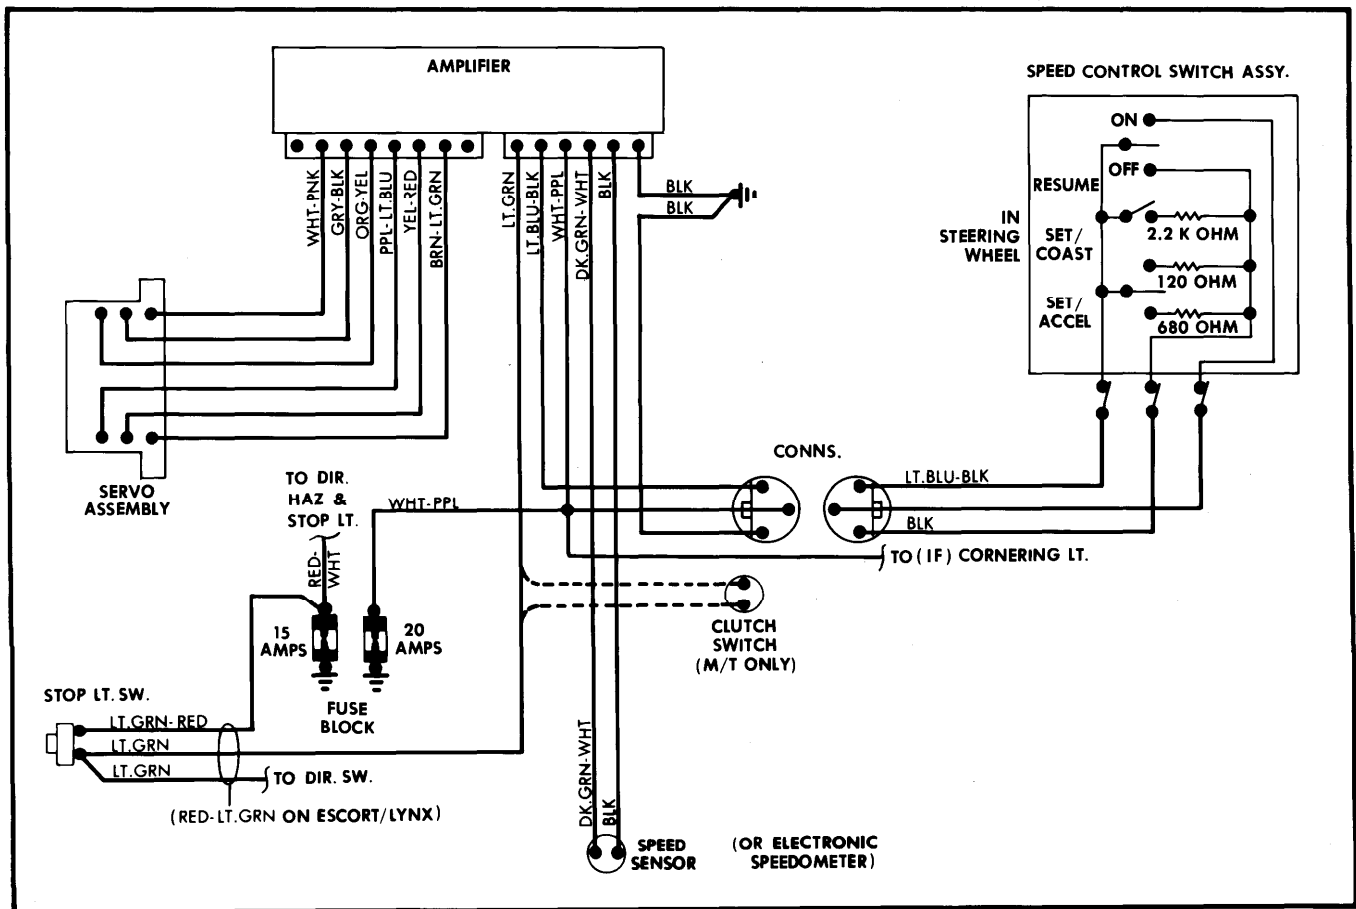 AMPLIFIER
SPEED CONTROL SWITCH ASSY.
ON
OFF
RESUME
IN
STEERING
WHEEL
2.2 K OHM
SET/
COAST
120 OHM
SET/
ACCEL
680 OHM
WHT-PNK
GRY-BLK
ORG-YEL
PPL-LT.BLU
YEL-RED
BRN-LT.GRN
LT.GRN
LT.BLU-BLK
WHT-PPL
DK.GRN-WHT
BLK
BLK
BLK
SERVO
ASSEMBLY
CONNS.
LT.BLU-BLK
BLK
TO DIR.
HAZ &
STOP LT.
WHT-PPL
TO (IF) CORNERING LT.
RED-
WHT
15
AMPS
20
AMPS
FUSE
BLOCK
CLUTCH
SWITCH
(M/T ONLY)
STOP LT. SW.
LT.GRN-RED
LT.GRN
LT.GRN
TO DIR. SW.
(RED-LT.GRN ON ESCORT/LYNX)
DK.GRN-WHT
BLK
SPEED
SENSOR
(OR ELECTRONIC
SPEEDOMETER)